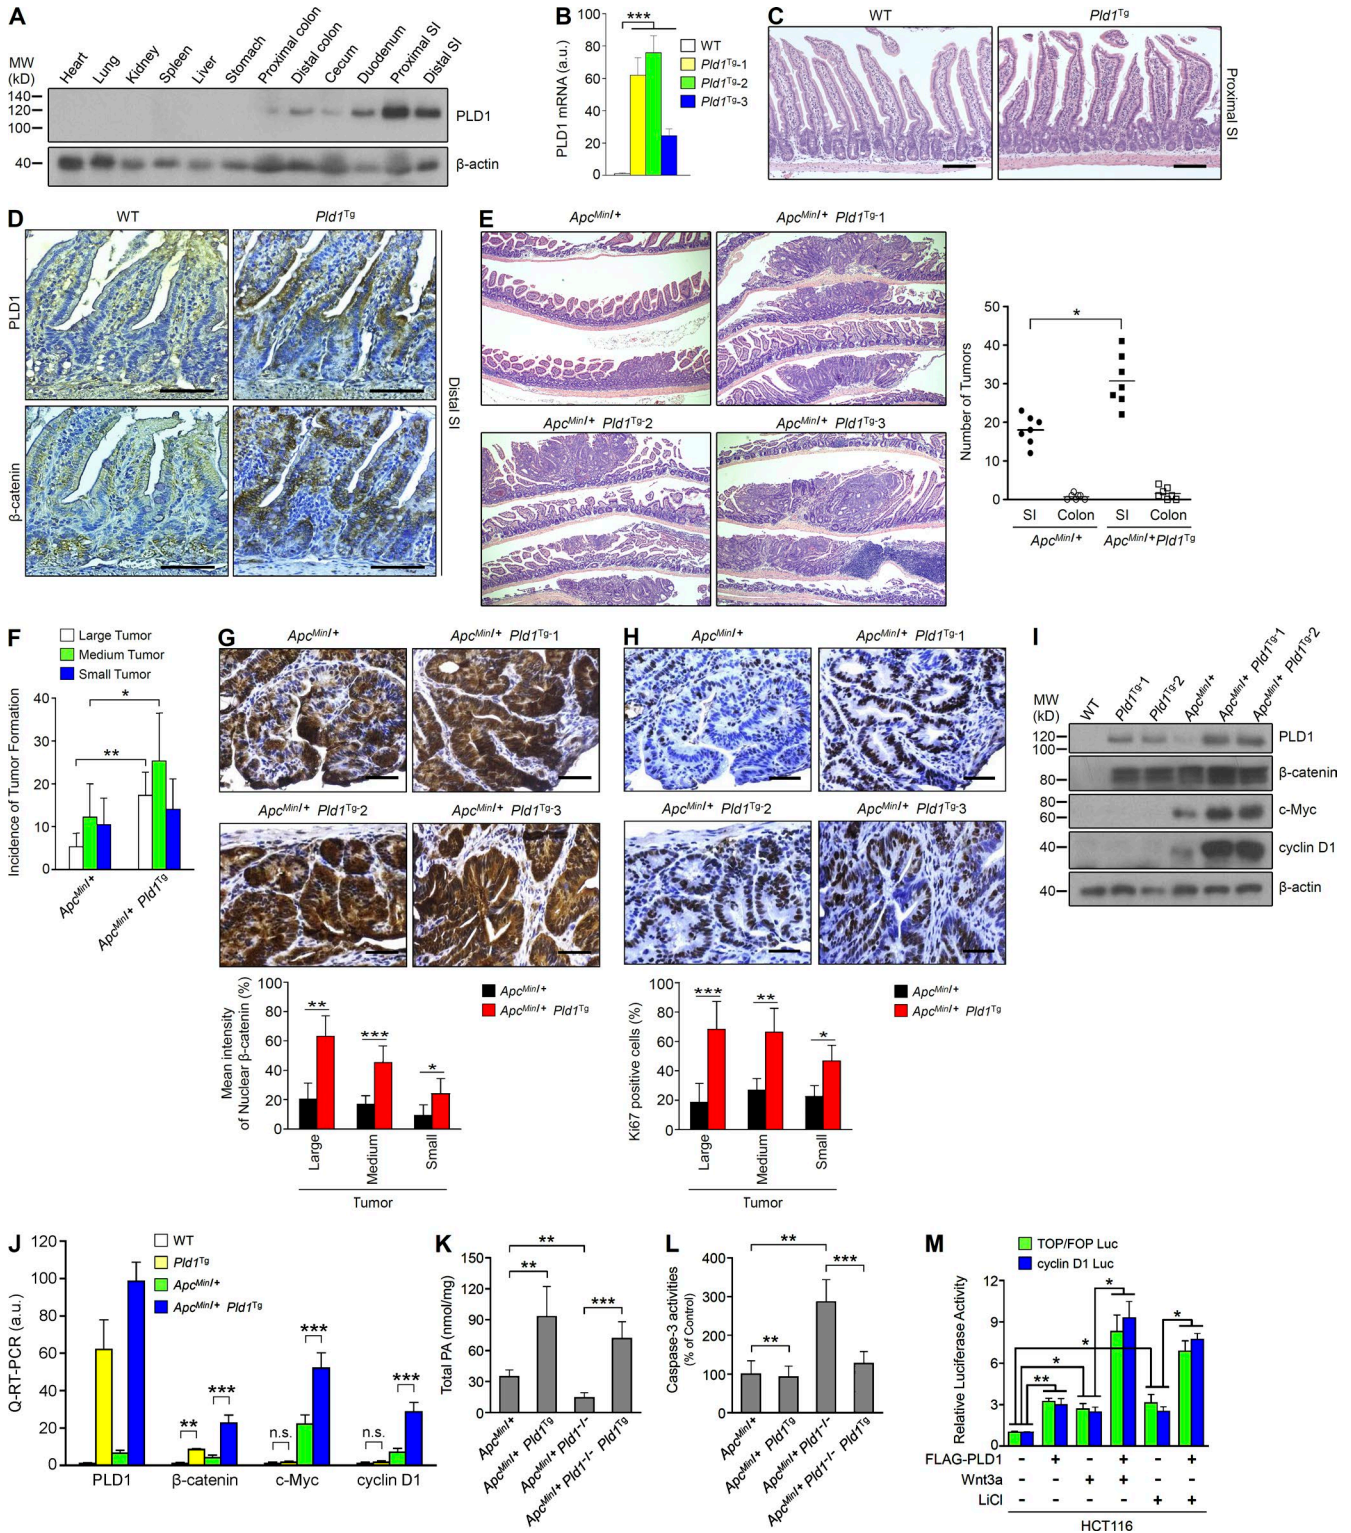 A
MW
(kD)
Heart
Lung
Kidney
Spleen
Liver
Stomach
Proximal colon
Distal colon
Cecum
Duodenum
Proximal SI
Distal SI
140
120
100
PLD1
40
β-actin
B
PLD1 mRNA (a.u.)
100
80
60
40
20
0
***
WT
Pld1Tg-1
Pld1Tg-2
Pld1Tg-3
C
WT
Pld1Tg
Proximal SI
D
WT
Pld1Tg
PLD1
β-catenin
Distal SI
E
ApcMin/+
ApcMin/+ Pld1Tg-1
ApcMin/+ Pld1Tg-2
ApcMin/+ Pld1Tg-3
Number of Tumors
50
40
30
20
10
0
*
SI Colon SI Colon
ApcMin/+ ApcMin/+Pld1Tg
F
Large Tumor
Medium Tumor
Small Tumor
Incidence of Tumor Formation
40
30
20
10
0
*
**
ApcMin/+
ApcMin/+ Pld1Tg
G
ApcMin/+
ApcMin/+ Pld1Tg-1
ApcMin/+ Pld1Tg-2
ApcMin/+ Pld1Tg-3
Mean intensity
of Nuclear β-catenin (%)
100
80
60
40
20
0
**
***
*
ApcMin/+
ApcMin/+ Pld1Tg
Large
Medium
Small
Tumor
H
ApcMin/+
ApcMin/+ Pld1Tg-1
ApcMin/+ Pld1Tg-2
ApcMin/+ Pld1Tg-3
Ki67 positive cells (%)
100
80
60
40
20
0
***
**
*
ApcMin/+
ApcMin/+ Pld1Tg
Large
Medium
Small
Tumor
I
MW
(kD)
WT
Pld1Tg-1
Pld1Tg-2
ApcMin/+
ApcMin/+ Pld1Tg-1
ApcMin/+ Pld1Tg-2
120
100
PLD1
80
β-catenin
80
60
c-Myc
40
cyclin D1
40
β-actin
J
Q-RT-PCR (a.u.)
120
100
80
60
40
20
0
WT
Pld1Tg
ApcMin/+
ApcMin/+ Pld1Tg
**
***
n.s.
***
n.s.
***
PLD1 β-catenin c-Myc cyclin D1
K
Total PA (nmol/mg)
150
120
90
60
30
0
**
**
***
ApcMin/+
ApcMin/+ Pld1Tg
ApcMin/+ Pld1-/-
ApcMin/+ Pld1-/- Pld1Tg
L
Caspase-3 activities
(% of Control)
400
300
200
100
0
**
***
**
ApcMin/+
ApcMin/+ Pld1Tg
ApcMin/+ Pld1-/-
ApcMin/+ Pld1-/- Pld1Tg
M
TOP/FOP Luc
cyclin D1 Luc
Relative Luciferase Activity
12
9
6
3
0
*
*
*
*
**
FLAG-PLD1 - + - + - +
Wnt3a - - + + - -
LiCl - - - - + +
HCT116